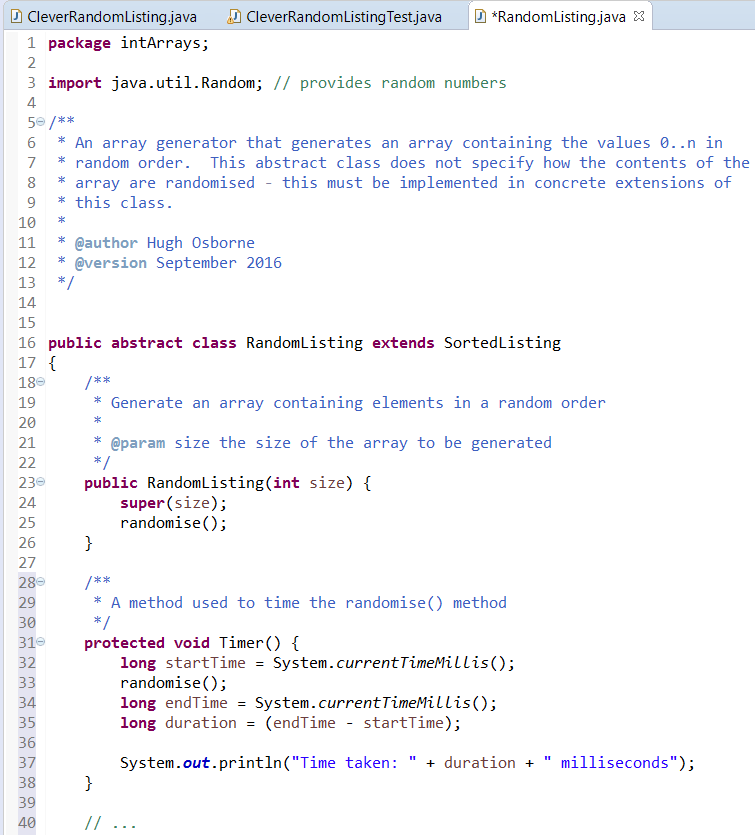 CleverRandomListing.java CleverRandomListingTest.java *RandomListing.java
1 package intArrays;
2
3 import java.util.Random; // provides random numbers
4
5 /**
6  * An array generator that generates an array containing the values 0..n in
7  * random order.  This abstract class does not specify how the contents of the
8  * array are randomised - this must be implemented in concrete extensions of
9  * this class.
10  *
11  * @author Hugh Osborne
12  * @version September 2016
13  */
14
15
16 public abstract class RandomListing extends SortedListing
17 {
18     /**
19      * Generate an array containing elements in a random order
20      *
21      * @param size the size of the array to be generated
22      */
23     public RandomListing(int size) {
24         super(size);
25         randomise();
26     }
27
28     /**
29      * A method used to time the randomise() method
30      */
31     protected void Timer() {
32         long startTime = System.currentTimeMillis();
33         randomise();
34         long endTime = System.currentTimeMillis();
35         long duration = (endTime - startTime);
36
37         System.out.println("Time taken: " + duration + " milliseconds");
38     }
39
40     // ...